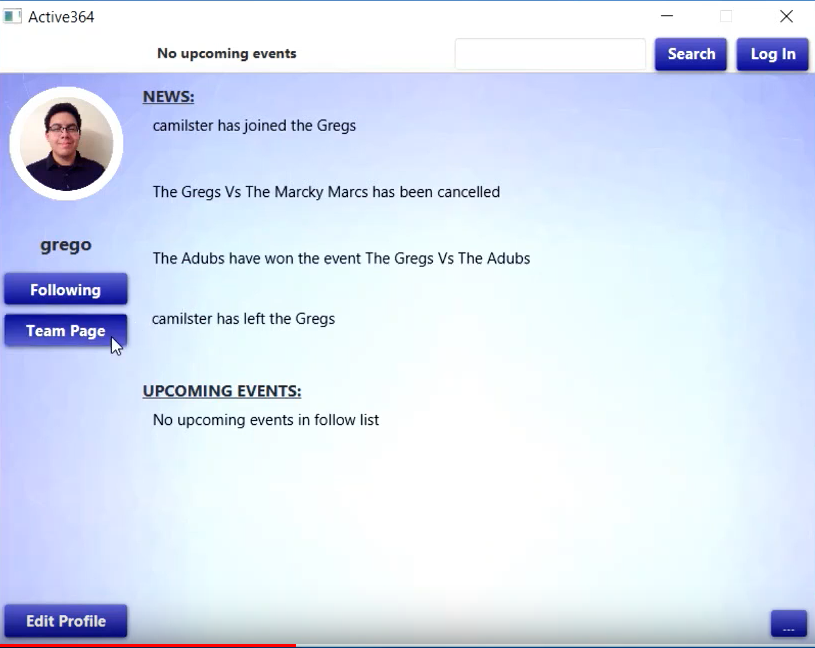 Active364
No upcoming events
Search
Log In
NEWS:
camilster has joined the Gregs
The Gregs Vs The Marcky Marcs has been cancelled
grego
The Adubs have won the event The Gregs Vs The Adubs
Following
camilster has left the Gregs
Team Page
UPCOMING EVENTS:
No upcoming events in follow list
Edit Profile
...